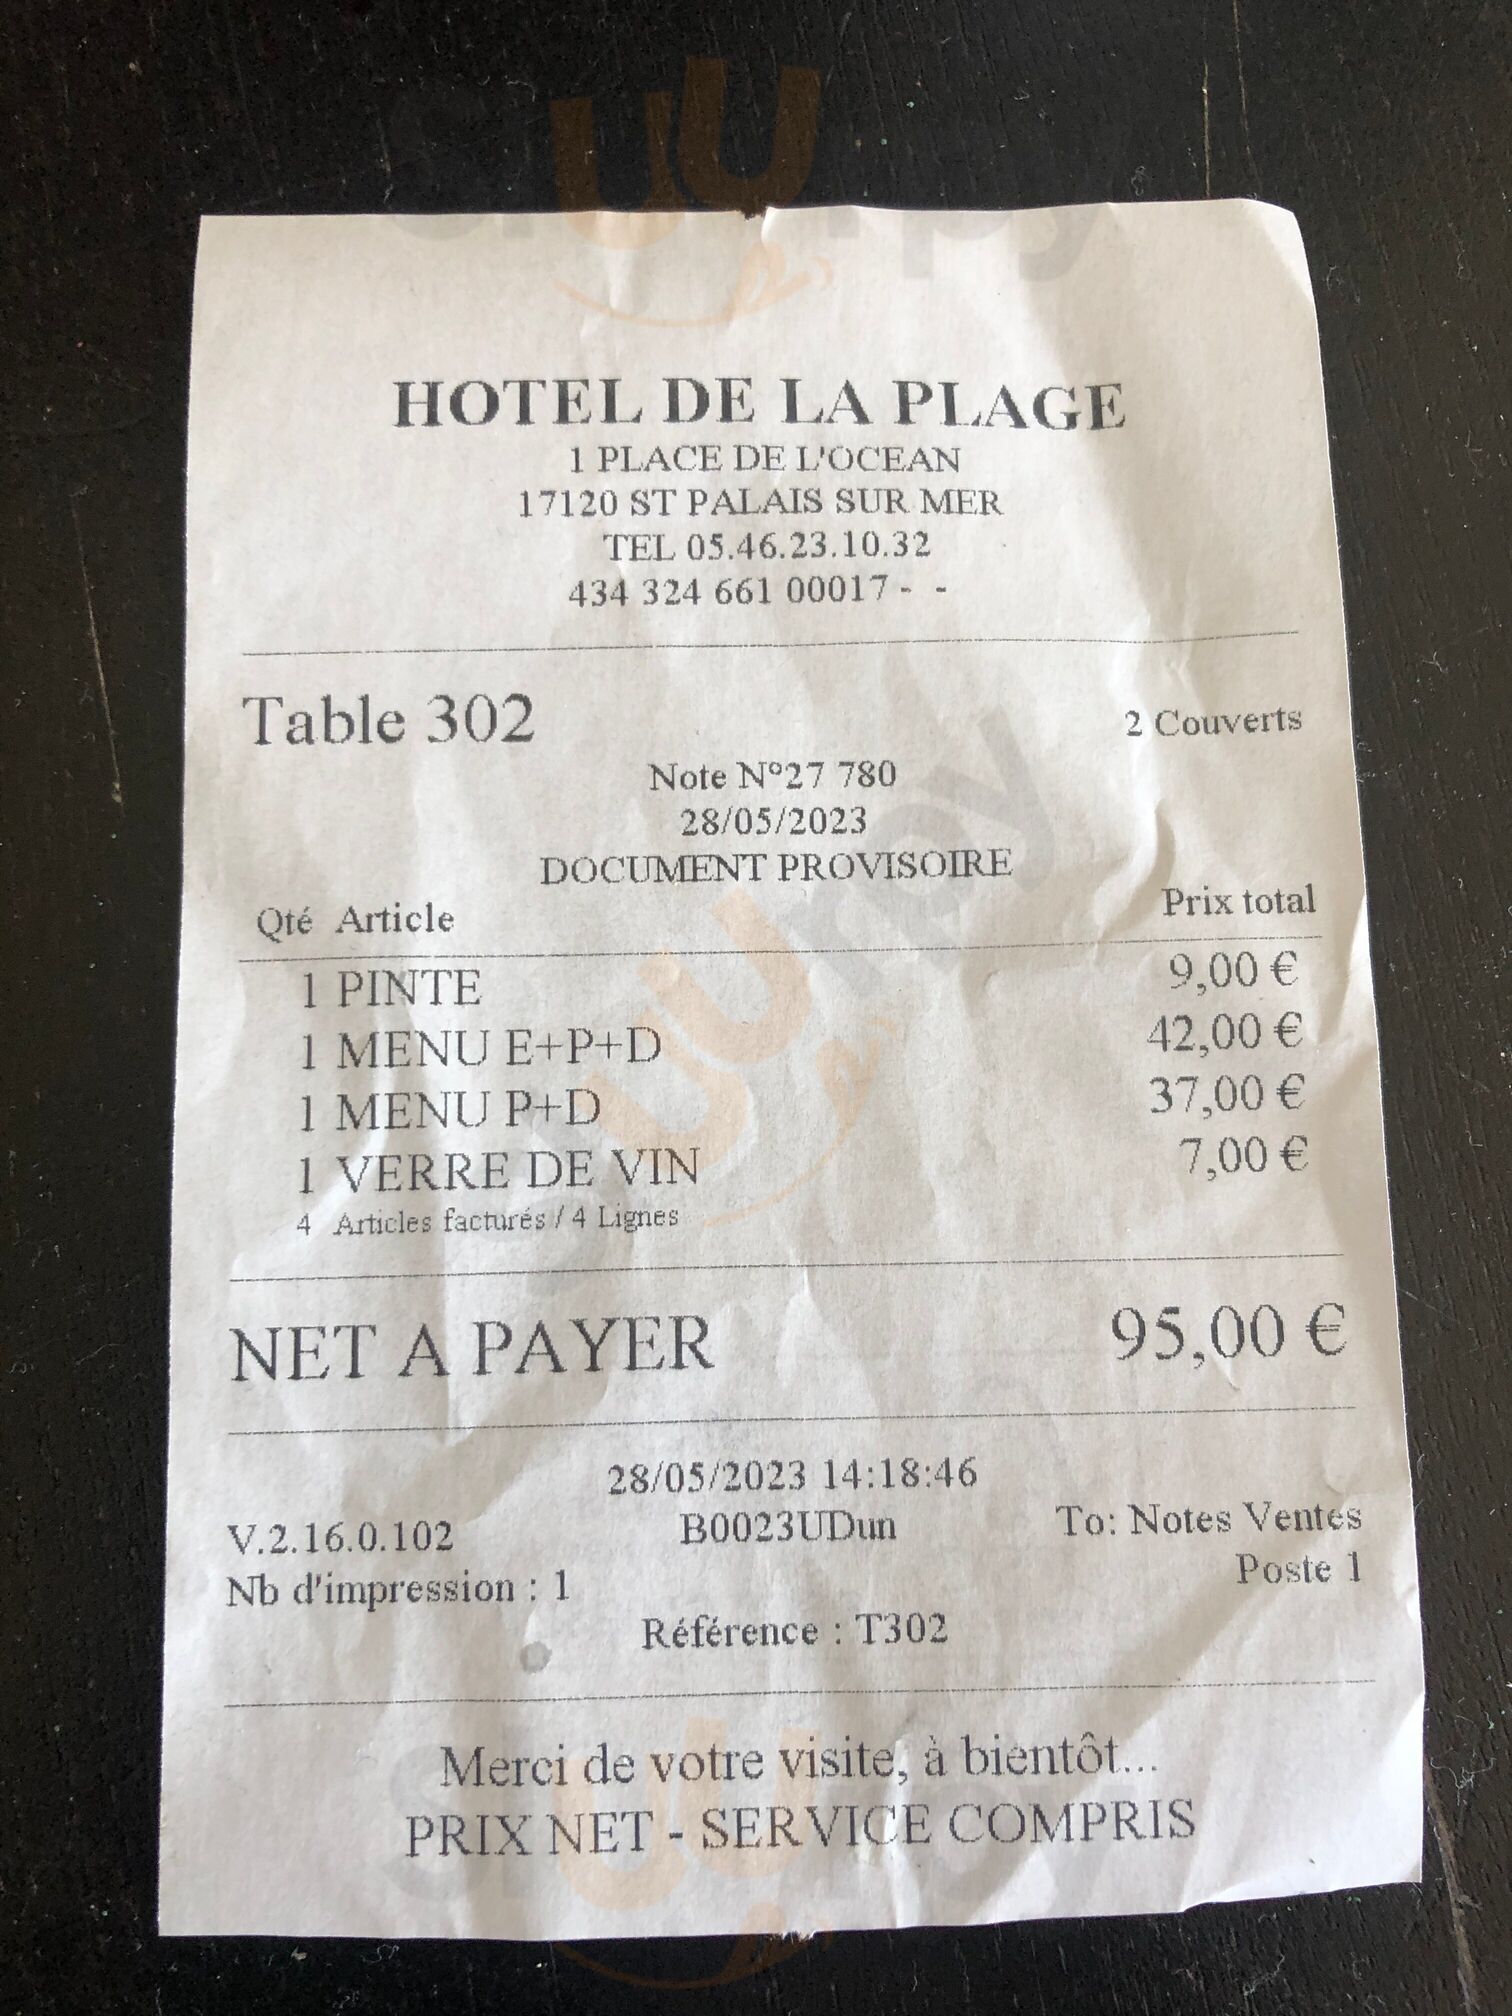 HOTEL DE LA PLAGE
1 PLACE DE L'OCEAN
17120 ST PALAIS SUR MER
TEL 05.46.23.10.32
434 324 661 00017 -  -
Table 302 2 Couverts
Note N°27 780
28/05/2023
DOCUMENT PROVISOIRE
Qté Article Prix total
1 PINTE 9,00 €
1 MENU E+P+D 42,00 €
1 MENU P+D 37,00 €
1 VERRE DE VIN 7,00 €
4 Articles facturés / 4 Lignes
NET A PAYER 95,00 €
28/05/2023 14:18:46
V.2.16.0.102 B0023UDun To: Notes Ventes
Nb d'impression : 1 Poste 1
Référence : T302
Merci de votre visite, à bientôt...
PRIX NET - SERVICE COMPRIS